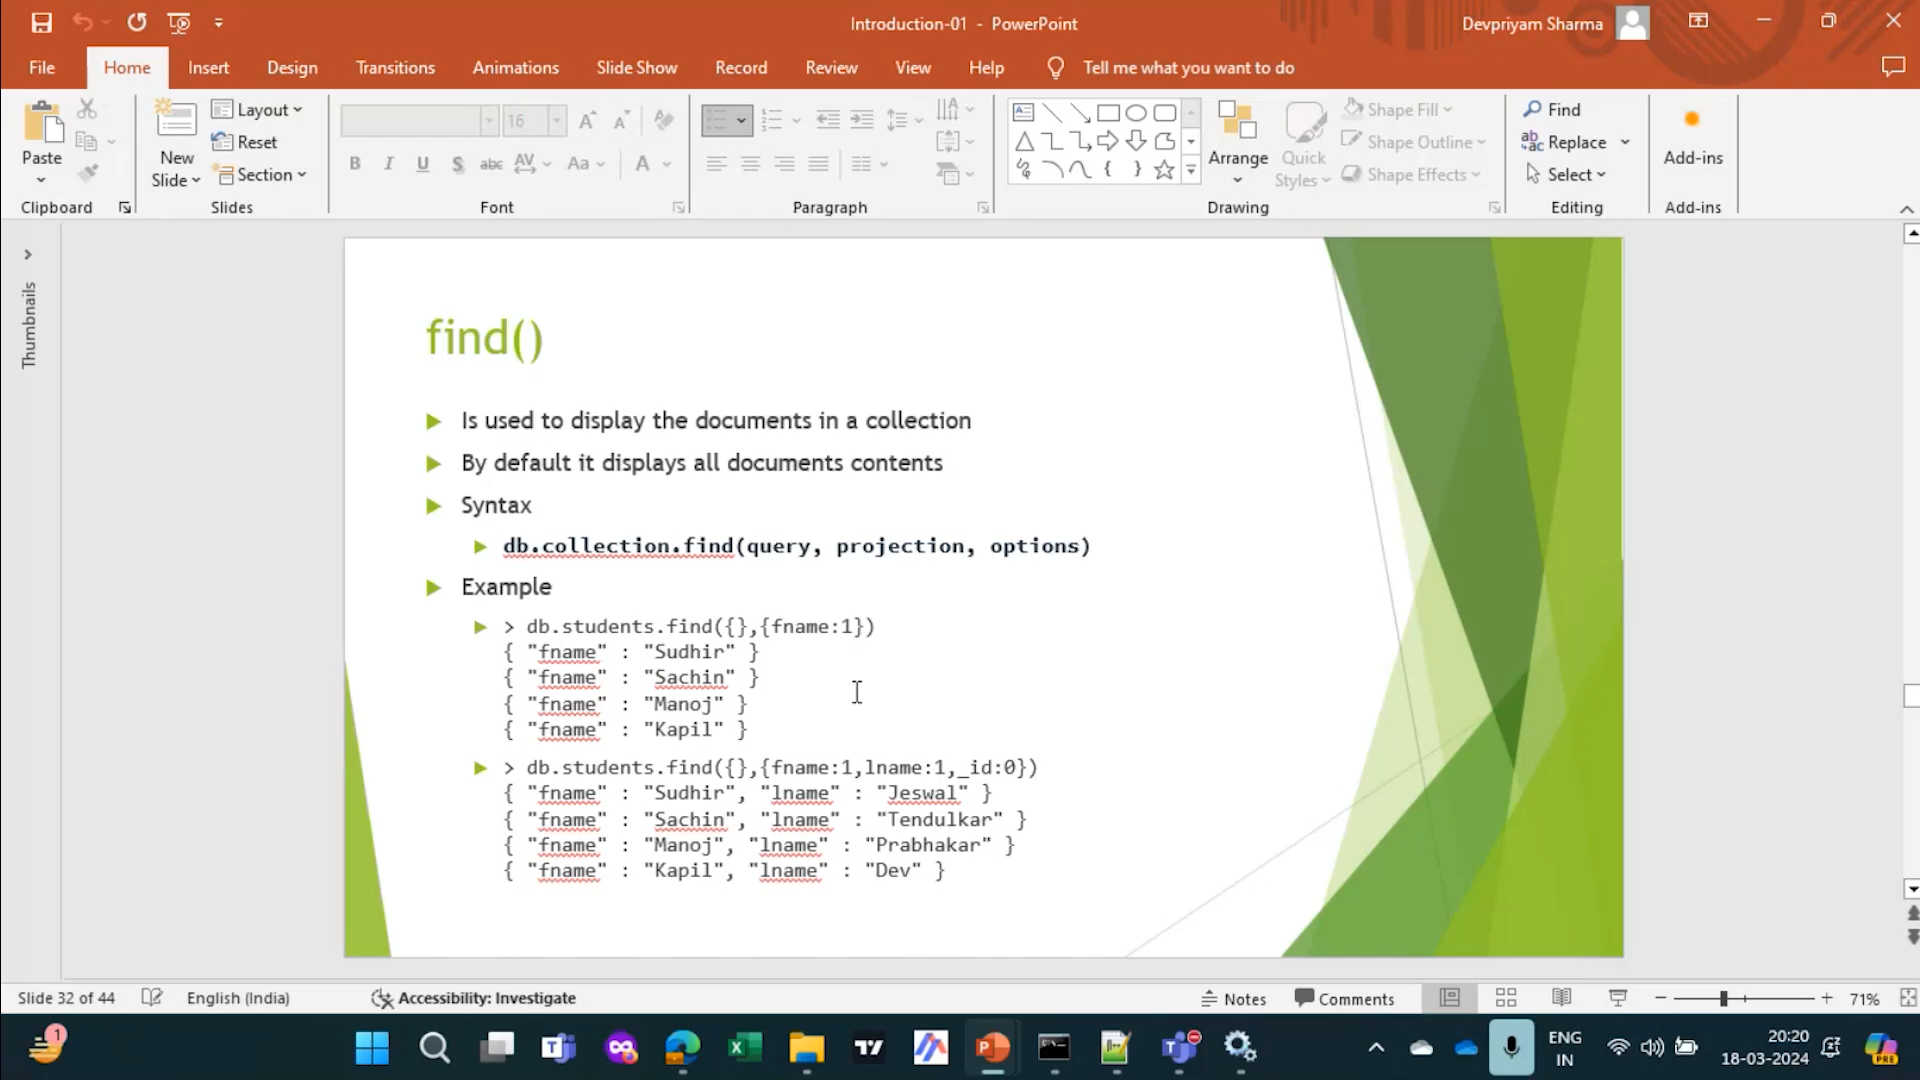 Introduction-01 - PowerPoint
Devpriyam Sharma
File Home Insert Design Transitions Animations Slide Show Record Review View Help Tell me what you want to do
Paste
Clipboard
New Slide
Layout
Reset
Section
Slides
16
B I U S abc AV Aa A
Font
Paragraph
Arrange
Quick Styles
Shape Fill
Shape Outline
Shape Effects
Drawing
Find
Replace
Select
Editing
Add-ins
Add-ins
Thumbnails
find()
Is used to display the documents in a collection
By default it displays all documents contents
Syntax
db.collection.find(query, projection, options)
Example
> db.students.find({},{fname:1})
{ "fname" : "Sudhir" }
{ "fname" : "Sachin" }
{ "fname" : "Manoj" }
{ "fname" : "Kapil" }
> db.students.find({},{fname:1,lname:1,_id:0})
{ "fname" : "Sudhir", "lname" : "Jeswal" }
{ "fname" : "Sachin", "lname" : "Tendulkar" }
{ "fname" : "Manoj", "lname" : "Prabhakar" }
{ "fname" : "Kapil", "lname" : "Dev" }
Slide 32 of 44 English (India) Accessibility: Investigate Notes Comments 71%
1
ENG
IN
20:20
18-03-2024
PRE